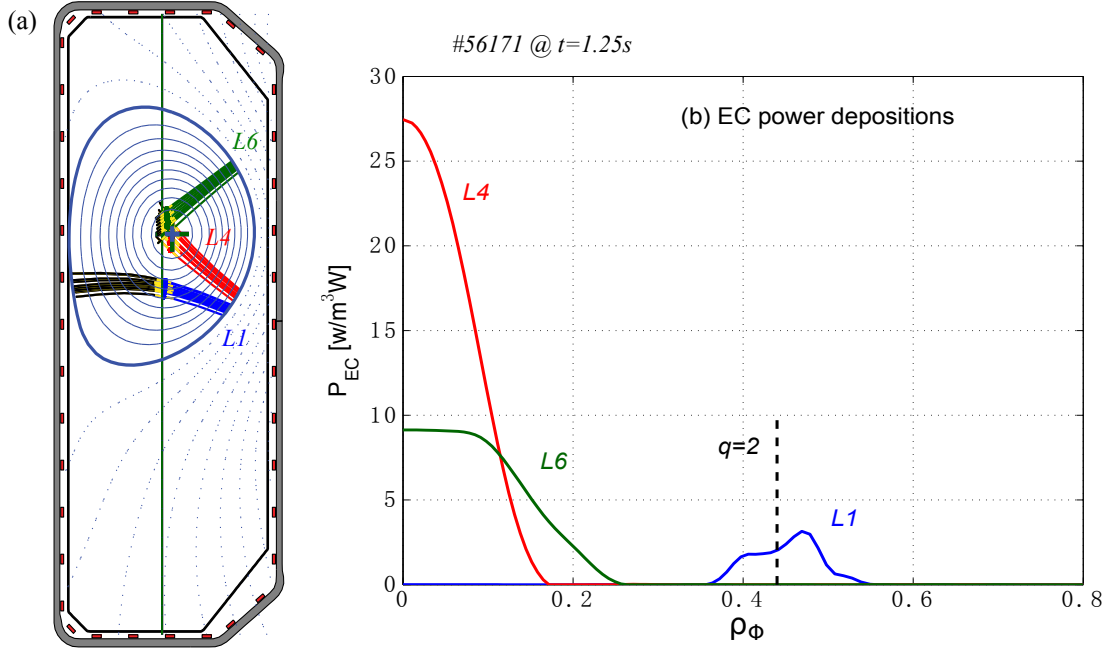 (a)
#56171 @ t=1.25s
L6
L4
L1
(b) EC power depositions
30
25
20
15
10
5
0
P_EC [w/m³W]
L4
L6
q=2
L1
0 0.2 0.4 0.6 0.8
ρ_Φ